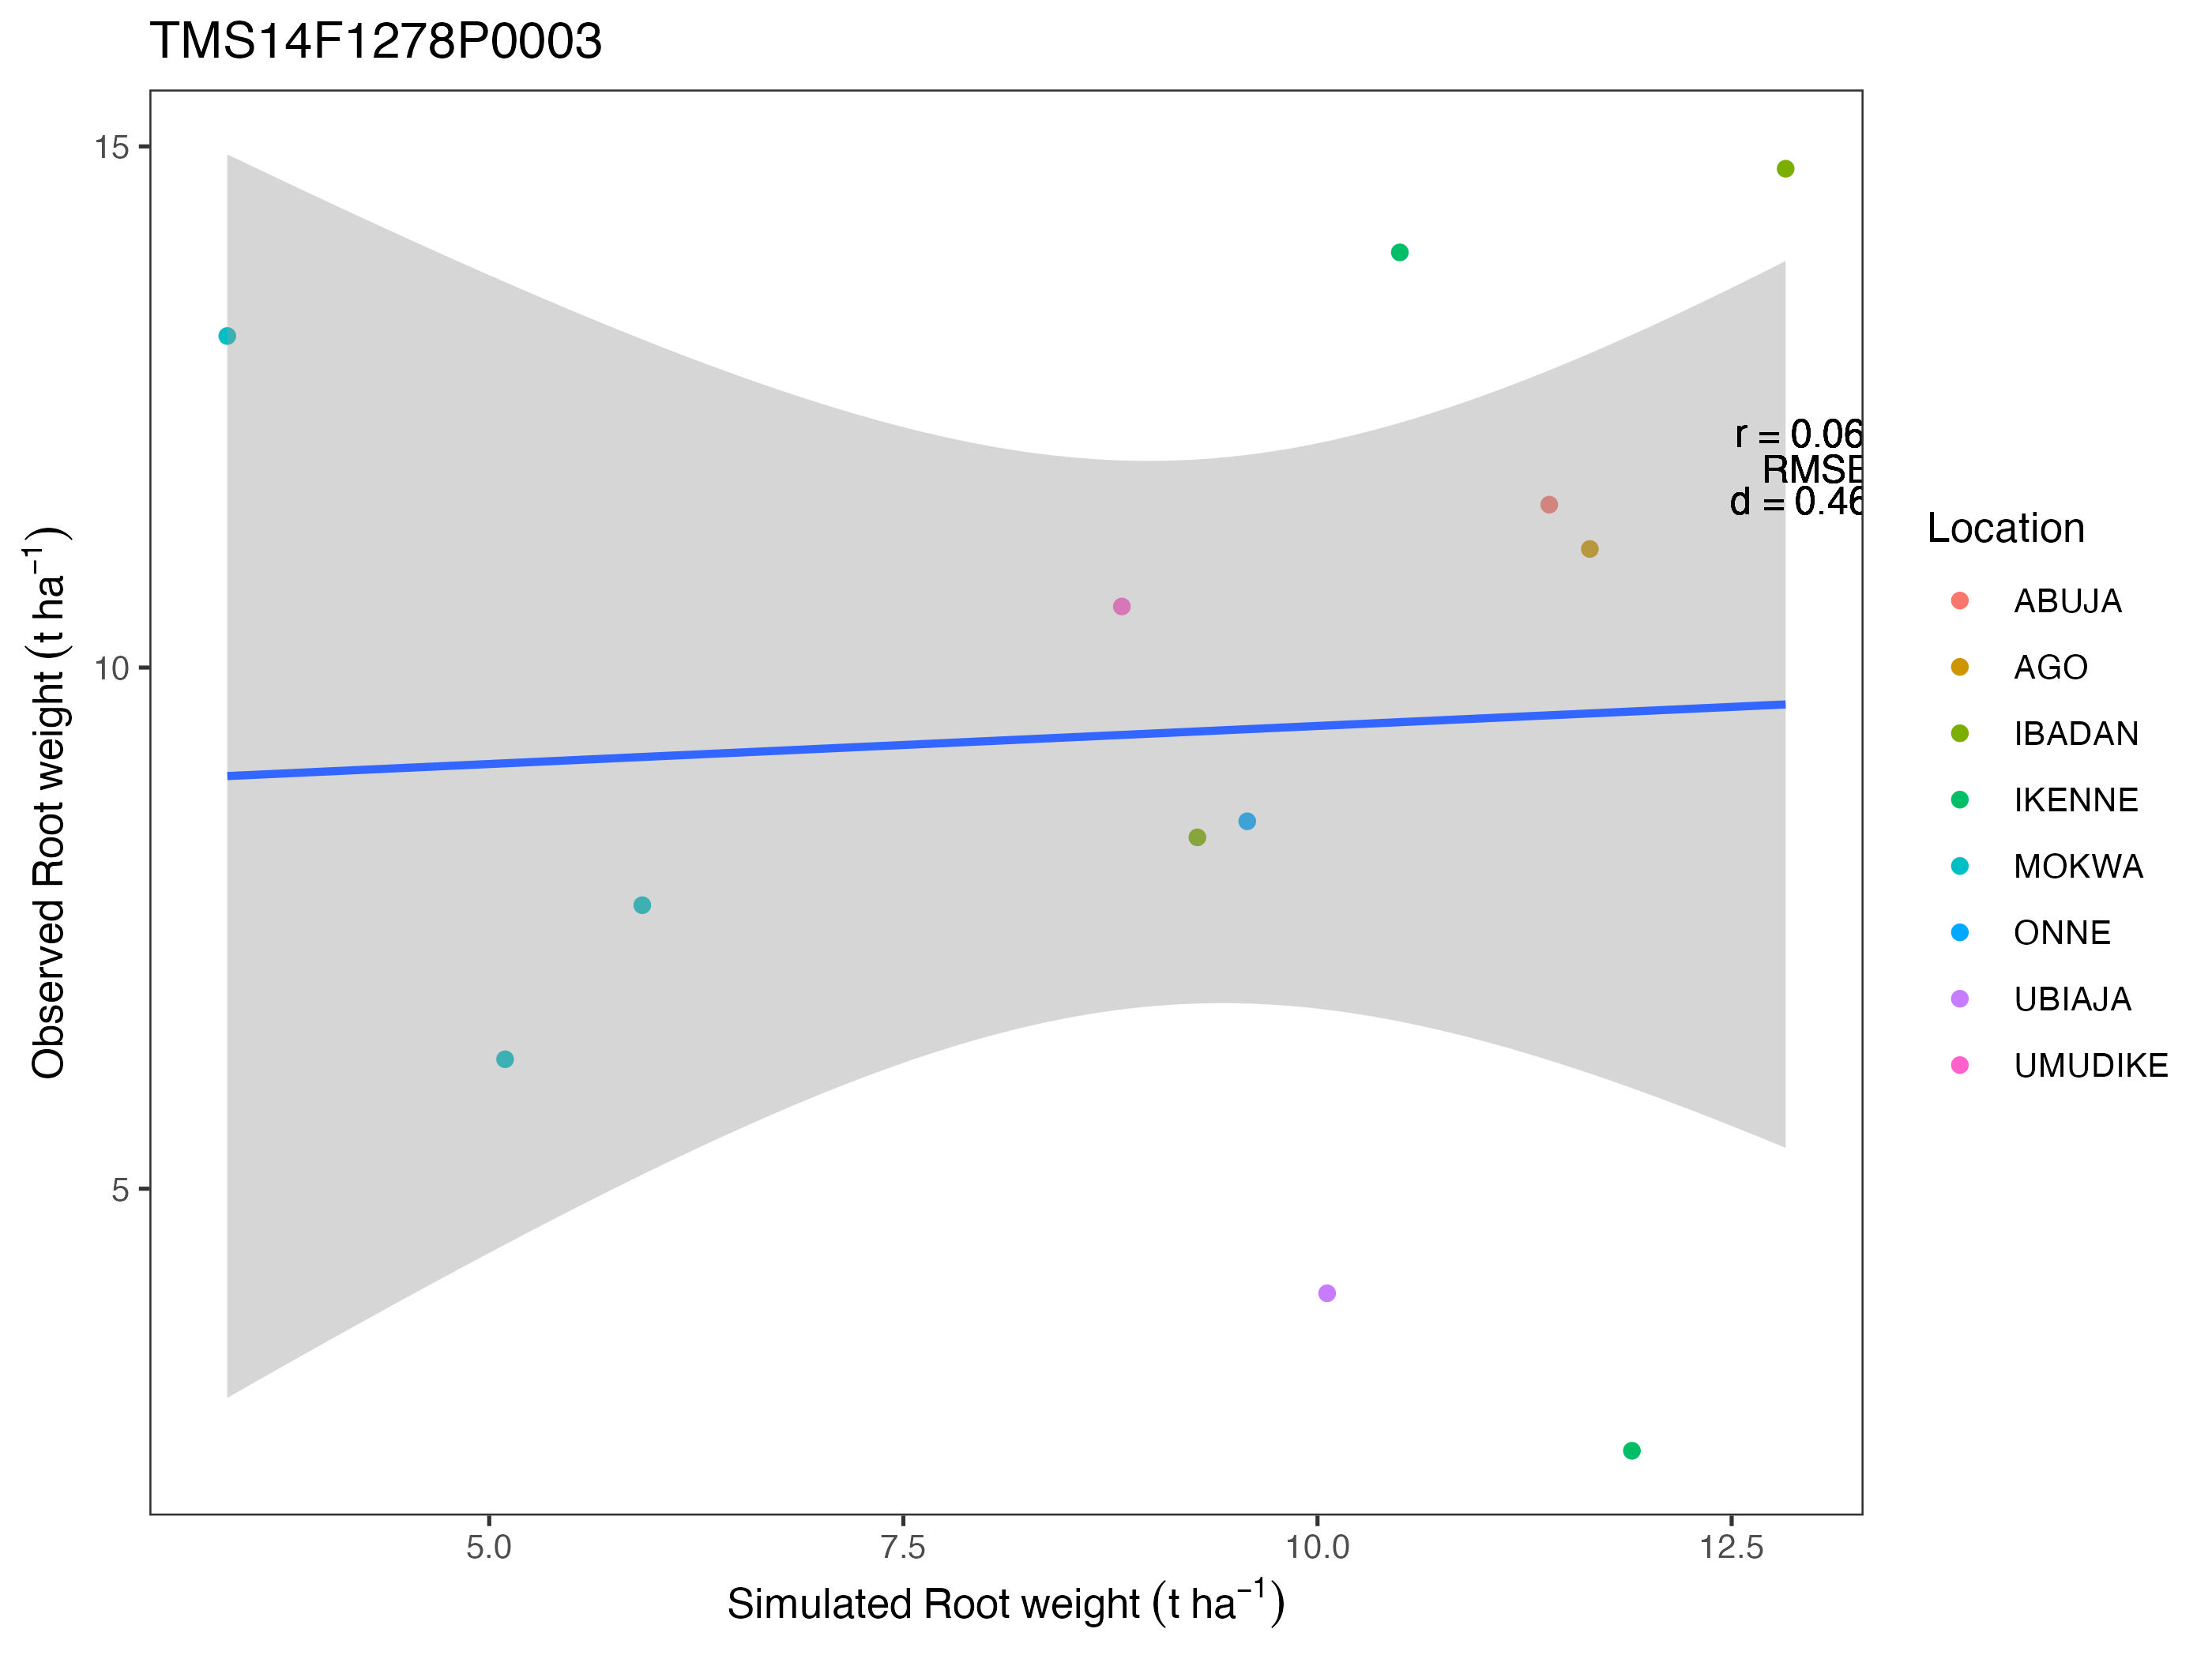 TMS14F1278P0003
15
10
5
Observed Root weight (t ha⁻¹)
r = 0.06
RMSE
d = 0.46
5.0
7.5
10.0
12.5
Simulated Root weight (t ha⁻¹)
Location
ABUJA
AGO
IBADAN
IKENNE
MOKWA
ONNE
UBIAJA
UMUDIKE